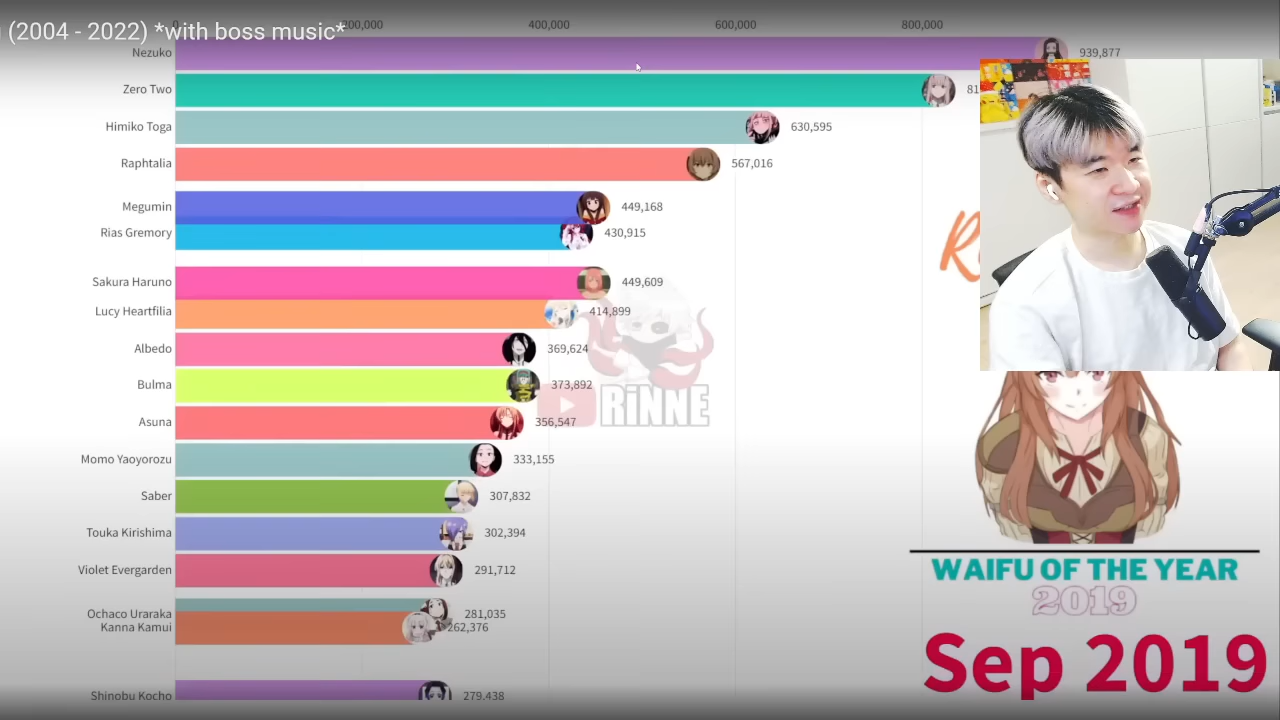 (2004 - 2022) *with boss music*
200,000
400,000
600,000
800,000
Nezuko 939,877
Zero Two 81
Himiko Toga 630,595
Raphtalia 567,016
Megumin 449,168
Rias Gremory 430,915
Sakura Haruno 449,609
Lucy Heartfilia 414,899
Albedo 369,624
Bulma 373,892
RiNNE
Asuna 356,547
Momo Yaoyorozu 333,155
Saber 307,832
Touka Kirishima 302,394
Violet Evergarden 291,712
Ochaco Uraraka 281,035
Kanna Kamui 262,376
Shinobu Kocho 279,438
WAIFU OF THE YEAR
2019
Sep 2019